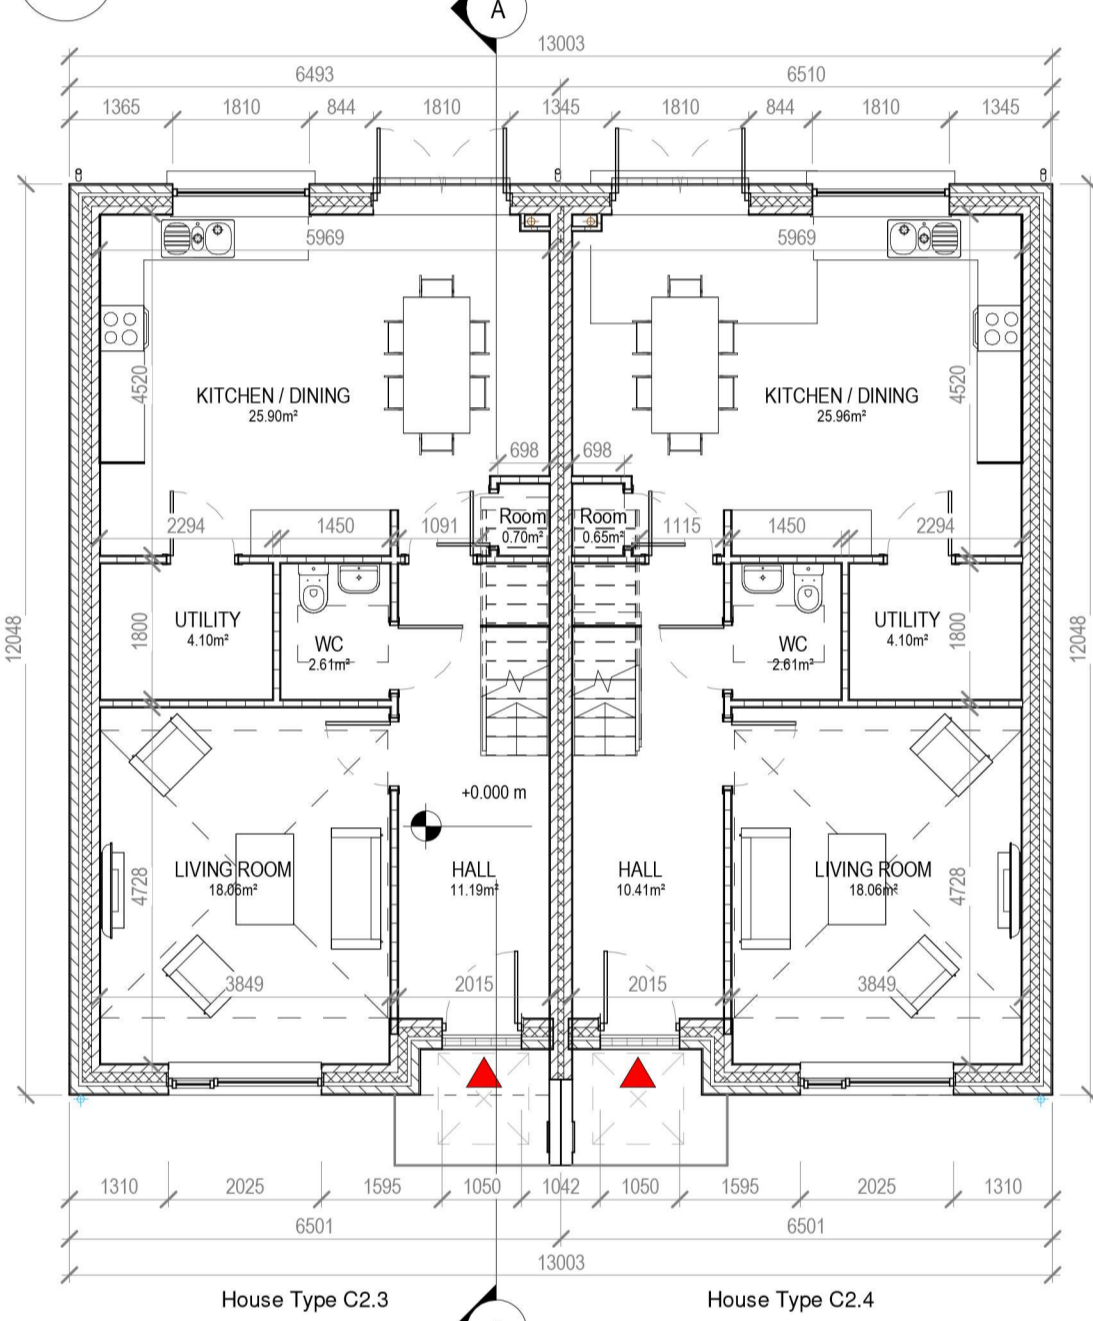 A
13003
6493 6510
1365 1810 844 1810 1345 1810 844 1810 1345
5969 5969
4520 4520
KITCHEN / DINING KITCHEN / DINING
25.90m² 25.96m²
698 698
Room Room
0.70m² 0.65m²
2294 1450 1091 1115 1450 2294
12048 12048
UTILITY UTILITY
4.10m² 4.10m²
1800 1800
WC WC
2.61m² 2.61m²
+0.000 m
LIVING ROOM HALL HALL LIVING ROOM
18.06m² 11.19m² 10.41m² 18.06m²
4728 4728
3849 2015 2015 3849
1310 2025 1595 1050 1042 1050 1595 2025 1310
6501 6501
13003
House Type C2.3 House Type C2.4